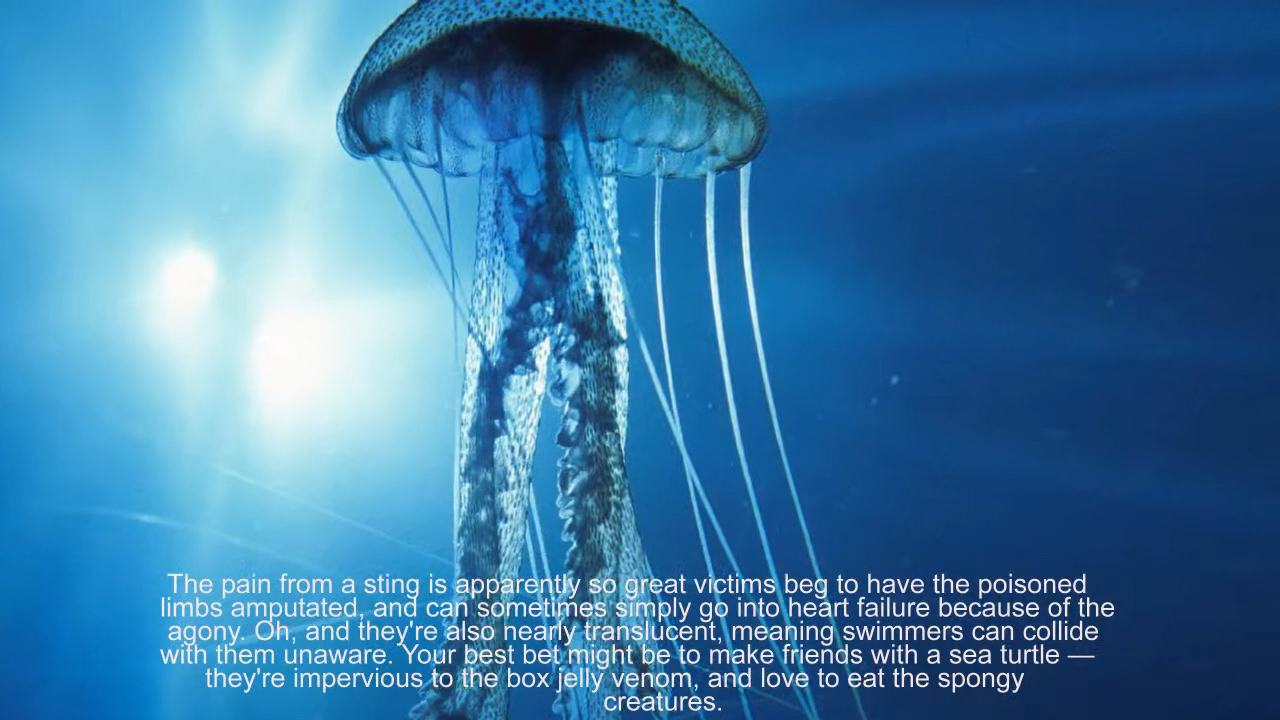 The pain from a sting is apparently so great victims beg to have the poisoned
limbs amputated, and can sometimes simply go into heart failure because of the
agony. Oh, and they're also nearly translucent, meaning swimmers can collide
with them unaware. Your best bet might be to make friends with a sea turtle —
they're impervious to the box jelly venom, and love to eat the spongy
creatures.